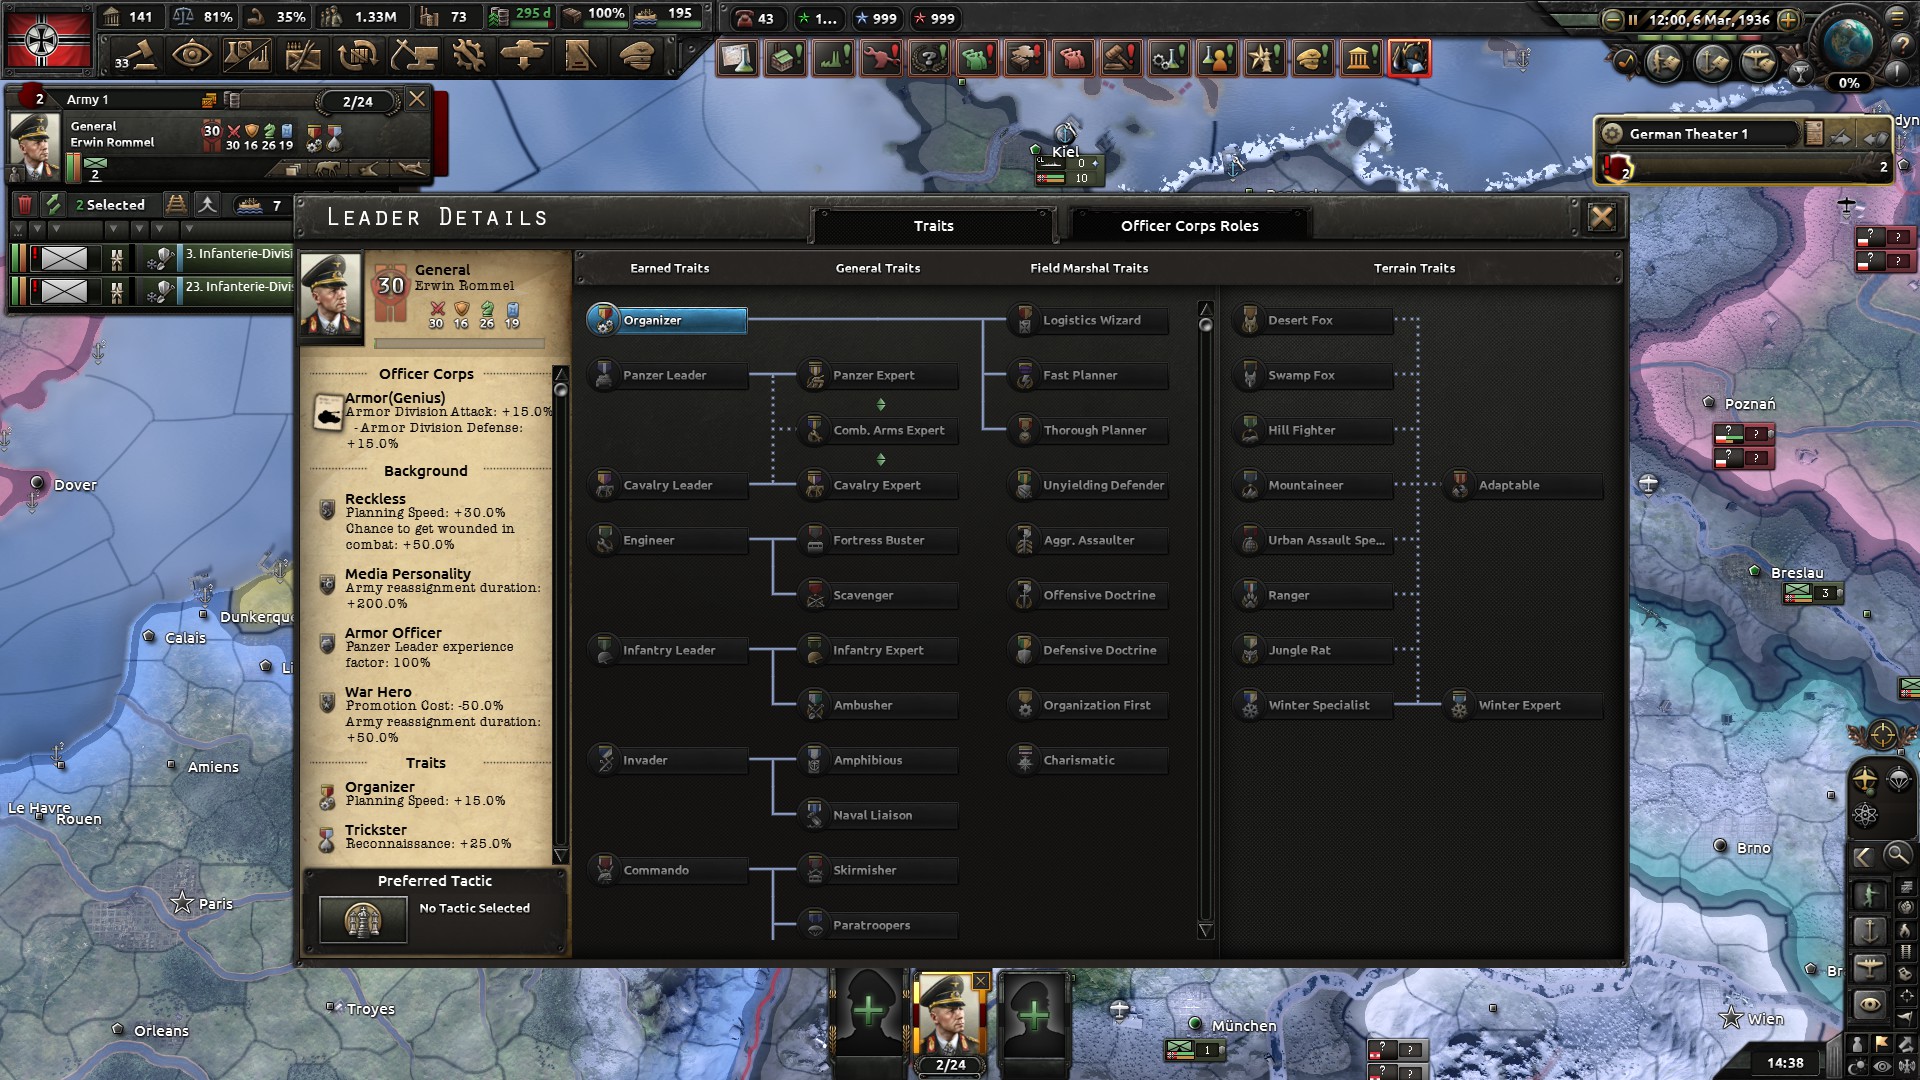 141
81%
35%
1.33M
73
295 d
100%
195
43
1...
999
999
12:00, 6 Mar, 1936
33
0%
2
Army 1
2/24
General
Erwin Rommel
30
30 16 26 19
2
Kiel
CL
0
10
German Theater 1
2
2
2 Selected
7
3. Infanterie-Divisi
23. Infanterie-Divis
LEADER DETAILS
Traits
Officer Corps Roles
30
General
Erwin Rommel
30 16 26 19
Officer Corps
Armor(Genius)
Armor Division Attack: +15.0%
- Armor Division Defense:
+15.0%
Background
Reckless
Planning Speed: +30.0%
Chance to get wounded in
combat: +50.0%
Media Personality
Army reassignment duration:
+200.0%
Armor Officer
Panzer Leader experience
factor: 100%
War Hero
Promotion Cost: -50.0%
Army reassignment duration:
+50.0%
Traits
Organizer
Planning Speed: +15.0%
Trickster
Reconnaissance: +25.0%
Preferred Tactic
No Tactic Selected
Earned Traits
General Traits
Field Marshal Traits
Terrain Traits
Organizer
Logistics Wizard
Desert Fox
Panzer Leader
Panzer Expert
Fast Planner
Swamp Fox
Comb. Arms Expert
Thorough Planner
Hill Fighter
Cavalry Leader
Cavalry Expert
Unyielding Defender
Mountaineer
Adaptable
Engineer
Fortress Buster
Aggr. Assaulter
Urban Assault Spe...
Scavenger
Offensive Doctrine
Ranger
Infantry Leader
Infantry Expert
Defensive Doctrine
Jungle Rat
Ambusher
Organization First
Winter Specialist
Winter Expert
Invader
Amphibious
Charismatic
Naval Liaison
Commando
Skirmisher
Paratroopers
Dover
Dunkerque
Calais
Li
Amiens
Le Havre
Rouen
Paris
Troyes
Orleans
2/24
München
1
? ?
? ?
? ?
? ?
Poznań
? ?
? ?
Breslau
3
Brno
Br
Wien
14:38